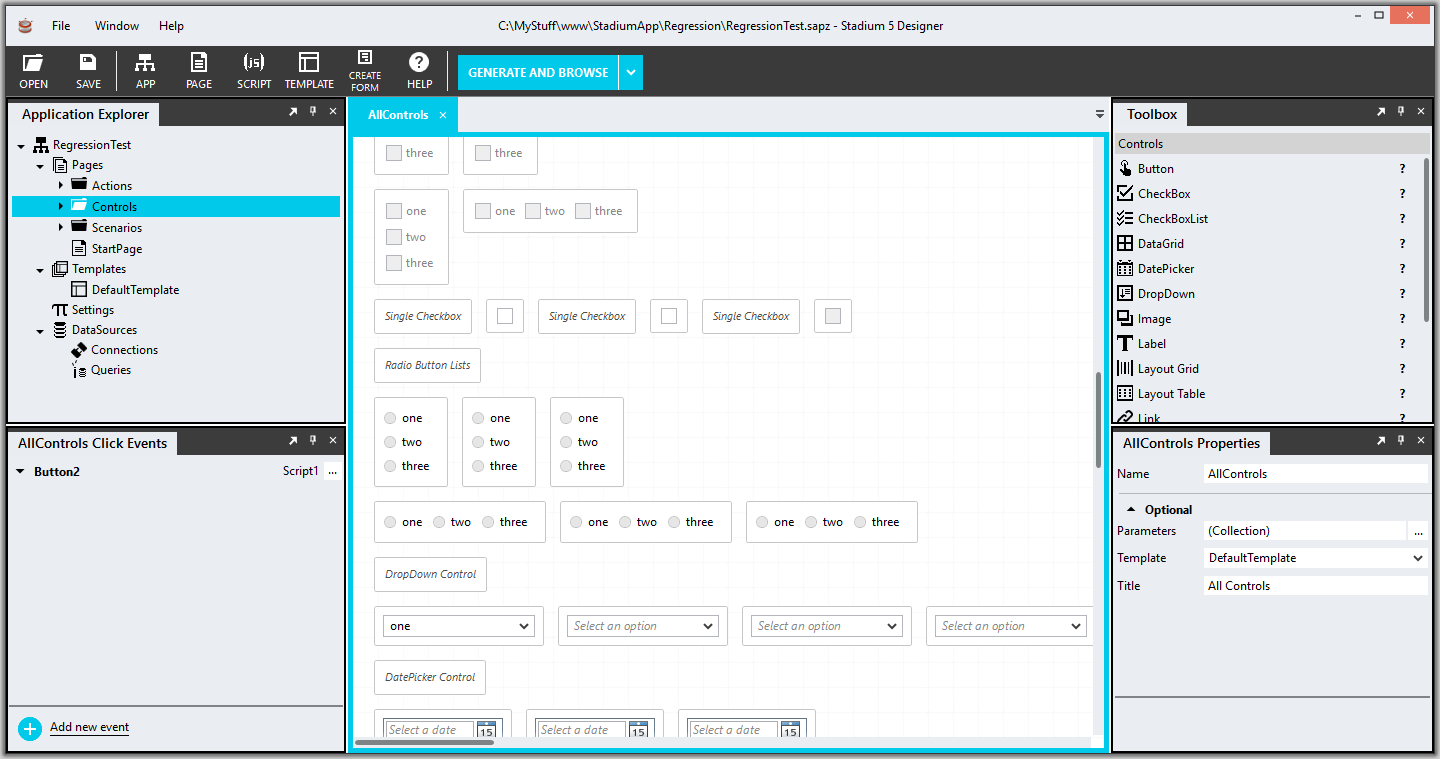 File Window Help C:\MyStuff\www\StadiumApp\Regression\RegressionTest.sapz - Stadium 5 Designer
OPEN SAVE APP PAGE SCRIPT TEMPLATE CREATE FORM HELP GENERATE AND BROWSE
Application Explorer
RegressionTest
Pages
Actions
Controls
Scenarios
StartPage
Templates
DefaultTemplate
Settings
DataSources
Connections
Queries
AllControls Click Events
Button2 Script1 ...
Add new event
AllControls
three three
one one two three
two
three
Single Checkbox Single Checkbox Single Checkbox
Radio Button Lists
one one one
two two two
three three three
one two three one two three one two three
DropDown Control
one Select an option Select an option Select an option
DatePicker Control
Select a date 15 Select a date 15 Select a date 15
Toolbox
Controls
Button ?
CheckBox ?
CheckBoxList ?
DataGrid ?
DatePicker ?
DropDown ?
Image ?
Label ?
Layout Grid ?
Layout Table ?
Link ?
AllControls Properties
Name AllControls
Optional
Parameters (Collection) ...
Template DefaultTemplate
Title All Controls